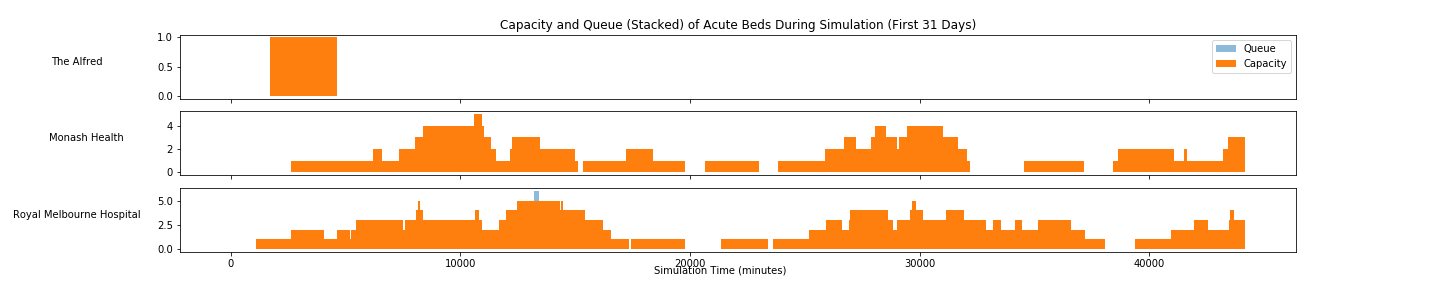 Capacity and Queue (Stacked) of Acute Beds During Simulation (First 31 Days)
The Alfred
1.0
0.5
0.0
Queue
Capacity
Monash Health
4
2
0
Royal Melbourne Hospital
5.0
2.5
0.0
0 10000 20000 30000 40000
Simulation Time (minutes)